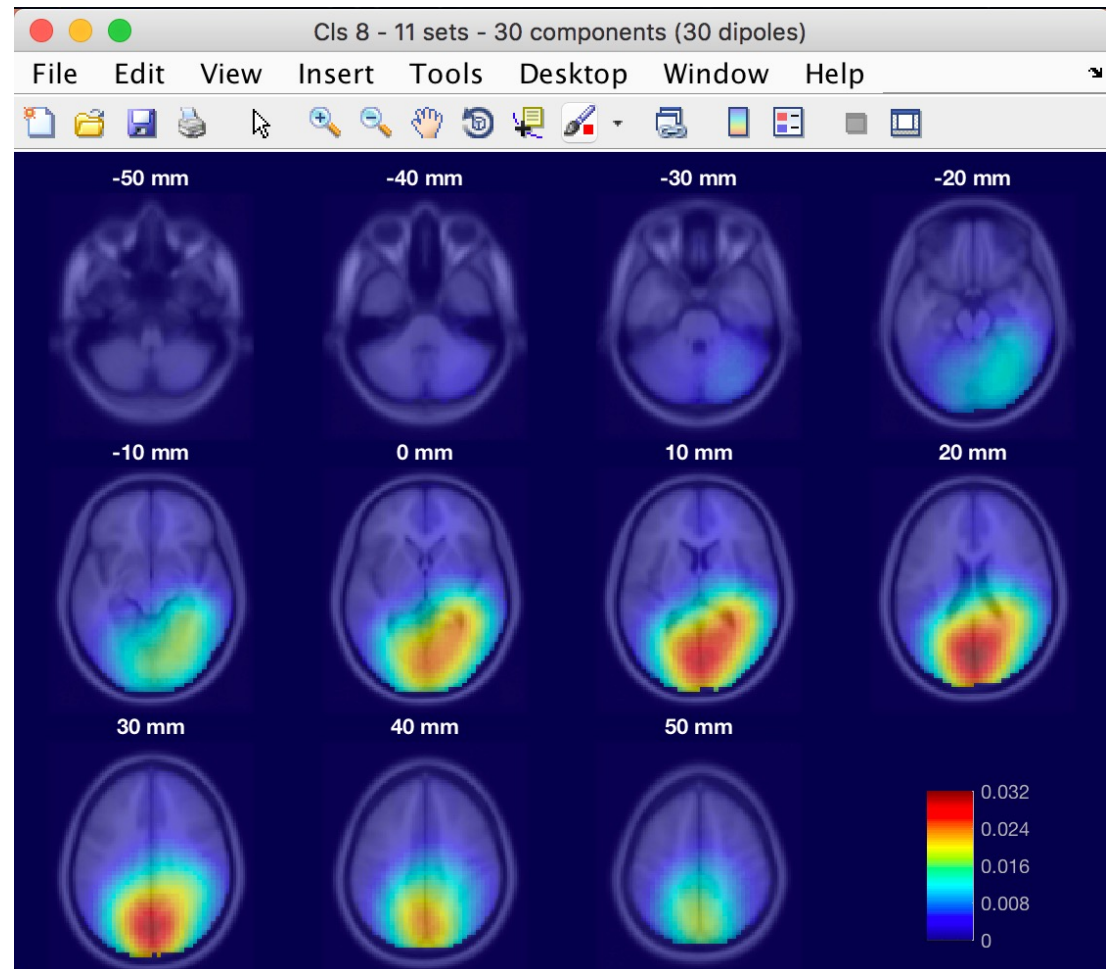 Cls 8 - 11 sets - 30 components (30 dipoles)
File Edit View Insert Tools Desktop Window Help
-50 mm -40 mm -30 mm -20 mm
-10 mm 0 mm 10 mm 20 mm
30 mm 40 mm 50 mm
0.032
0.024
0.016
0.008
0